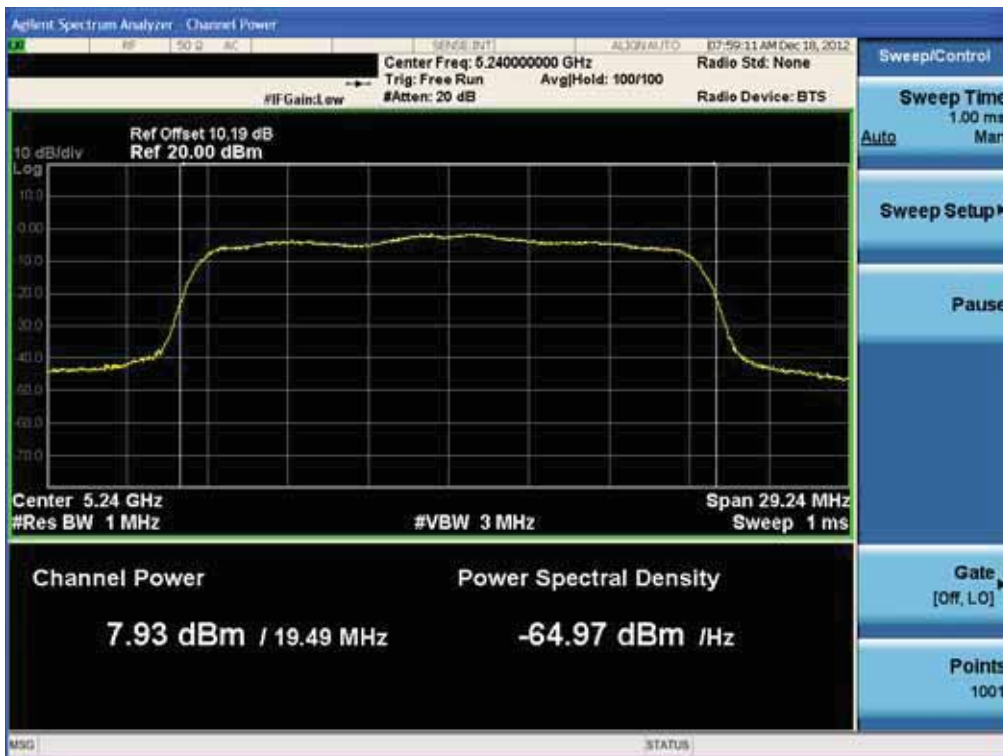 Agilent Spectrum Analyzer - Channel Power
RF 50 Ω AC SENSE:INT ALIGN AUTO 07:59:11 AM Dec 18, 2012
Center Freq: 5.240000000 GHz Radio Std: None
Trig: Free Run Avg|Hold: 100/100
#IFGain:Low #Atten: 20 dB Radio Device: BTS
Ref Offset 10.19 dB
10 dB/div Ref 20.00 dBm
Log
10.0
0.00
-10.0
-20.0
-30.0
-40.0
-50.0
-60.0
-70.0
Center 5.24 GHz Span 29.24 MHz
#Res BW 1 MHz #VBW 3 MHz Sweep 1 ms
Channel Power Power Spectral Density
7.93 dBm / 19.49 MHz -64.97 dBm /Hz
MSG STATUS
Sweep/Control
Sweep Time
1.00 ms
Auto Man
Sweep Setup
Pause
Gate
[Off, LO]
Points
1001